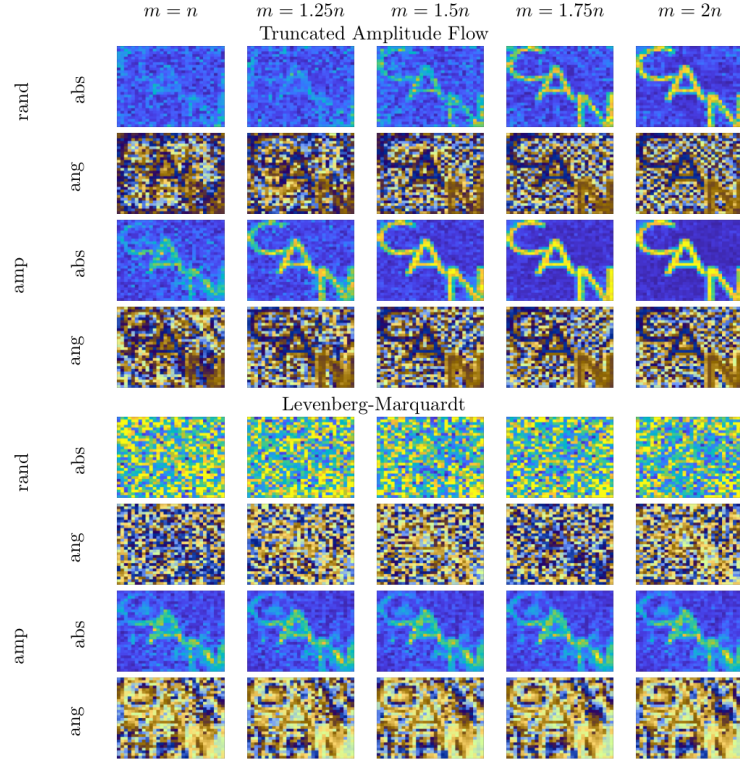 m = n m = 1.25n m = 1.5n m = 1.75n m = 2n
Truncated Amplitude Flow
rand abs C A N C A N C A N C A N C A N
ang C A N C A N C A N C A N C A N
amp abs C A N C A N C A N C A N C A N
ang C A N C A N C A N C A N C A N
Levenberg-Marquardt
rand abs
ang
amp abs C A N C A N C A N C A N C A N
ang C A N C A N C A N C A N C A N